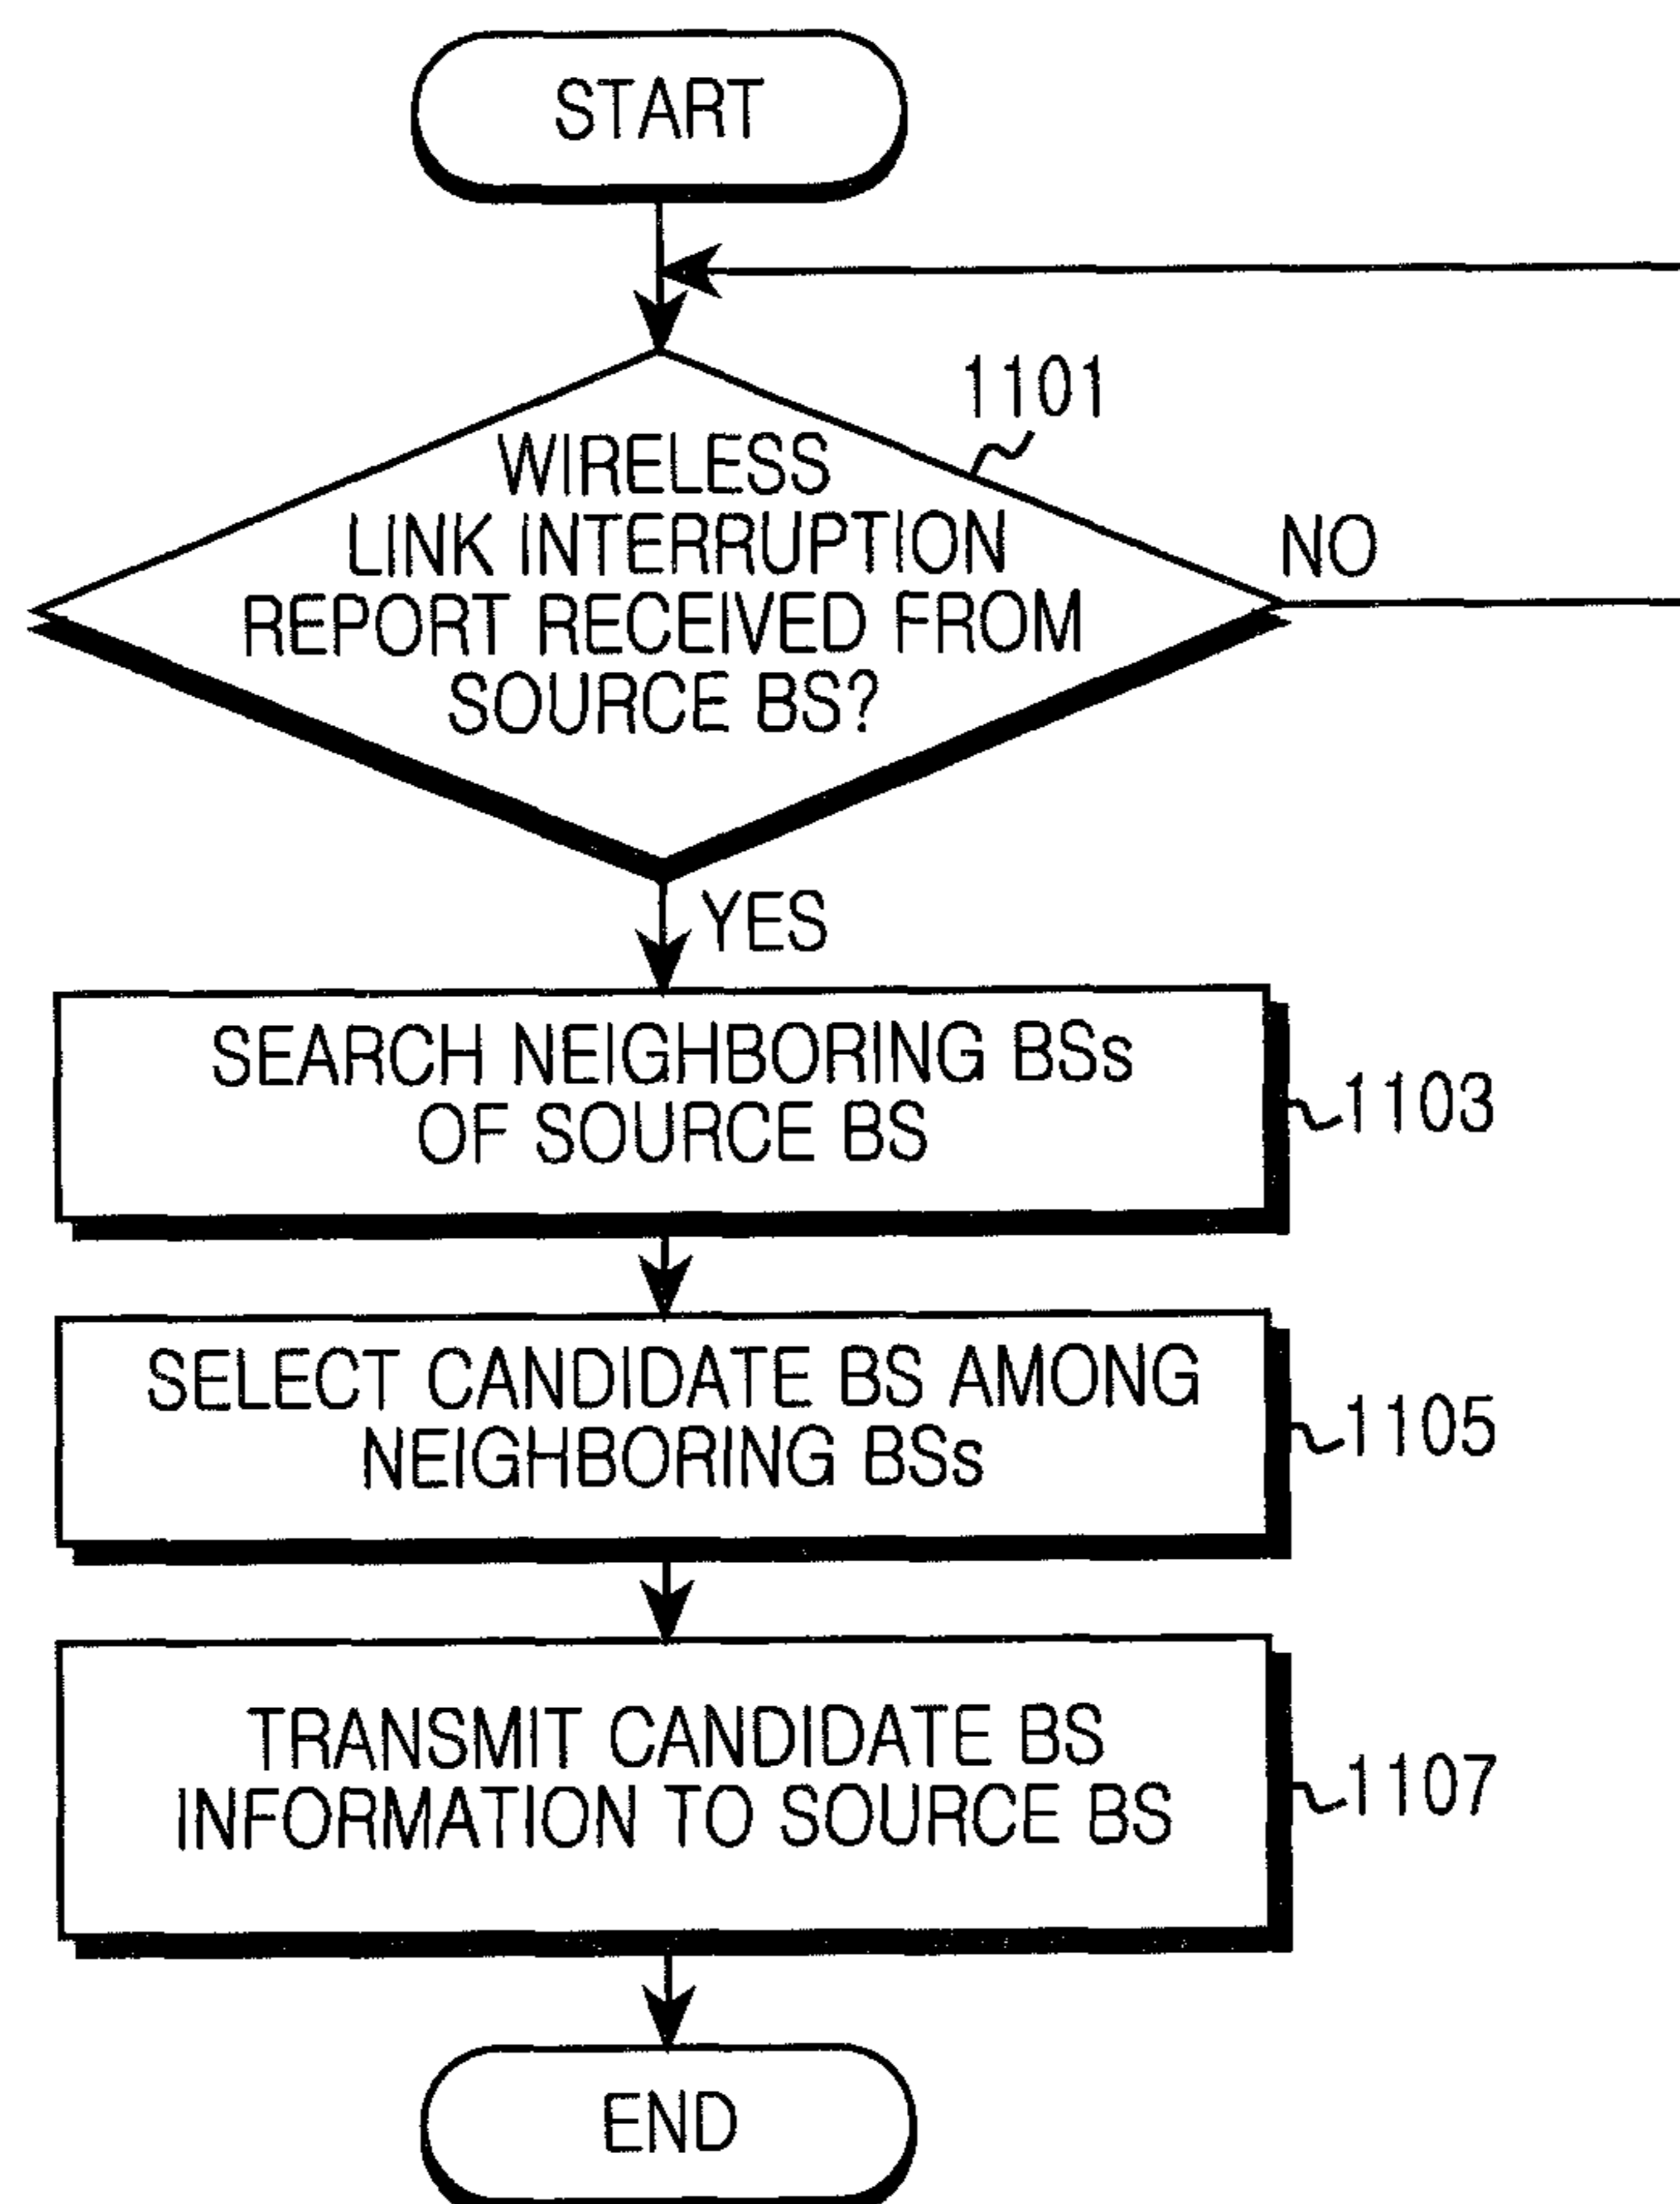 START
1101
WIRELESS
LINK INTERRUPTION
REPORT RECEIVED FROM
SOURCE BS?
NO
YES
SEARCH NEIGHBORING BSs
OF SOURCE BS
1103
SELECT CANDIDATE BS AMONG
NEIGHBORING BSs
1105
TRANSMIT CANDIDATE BS
INFORMATION TO SOURCE BS
1107
END